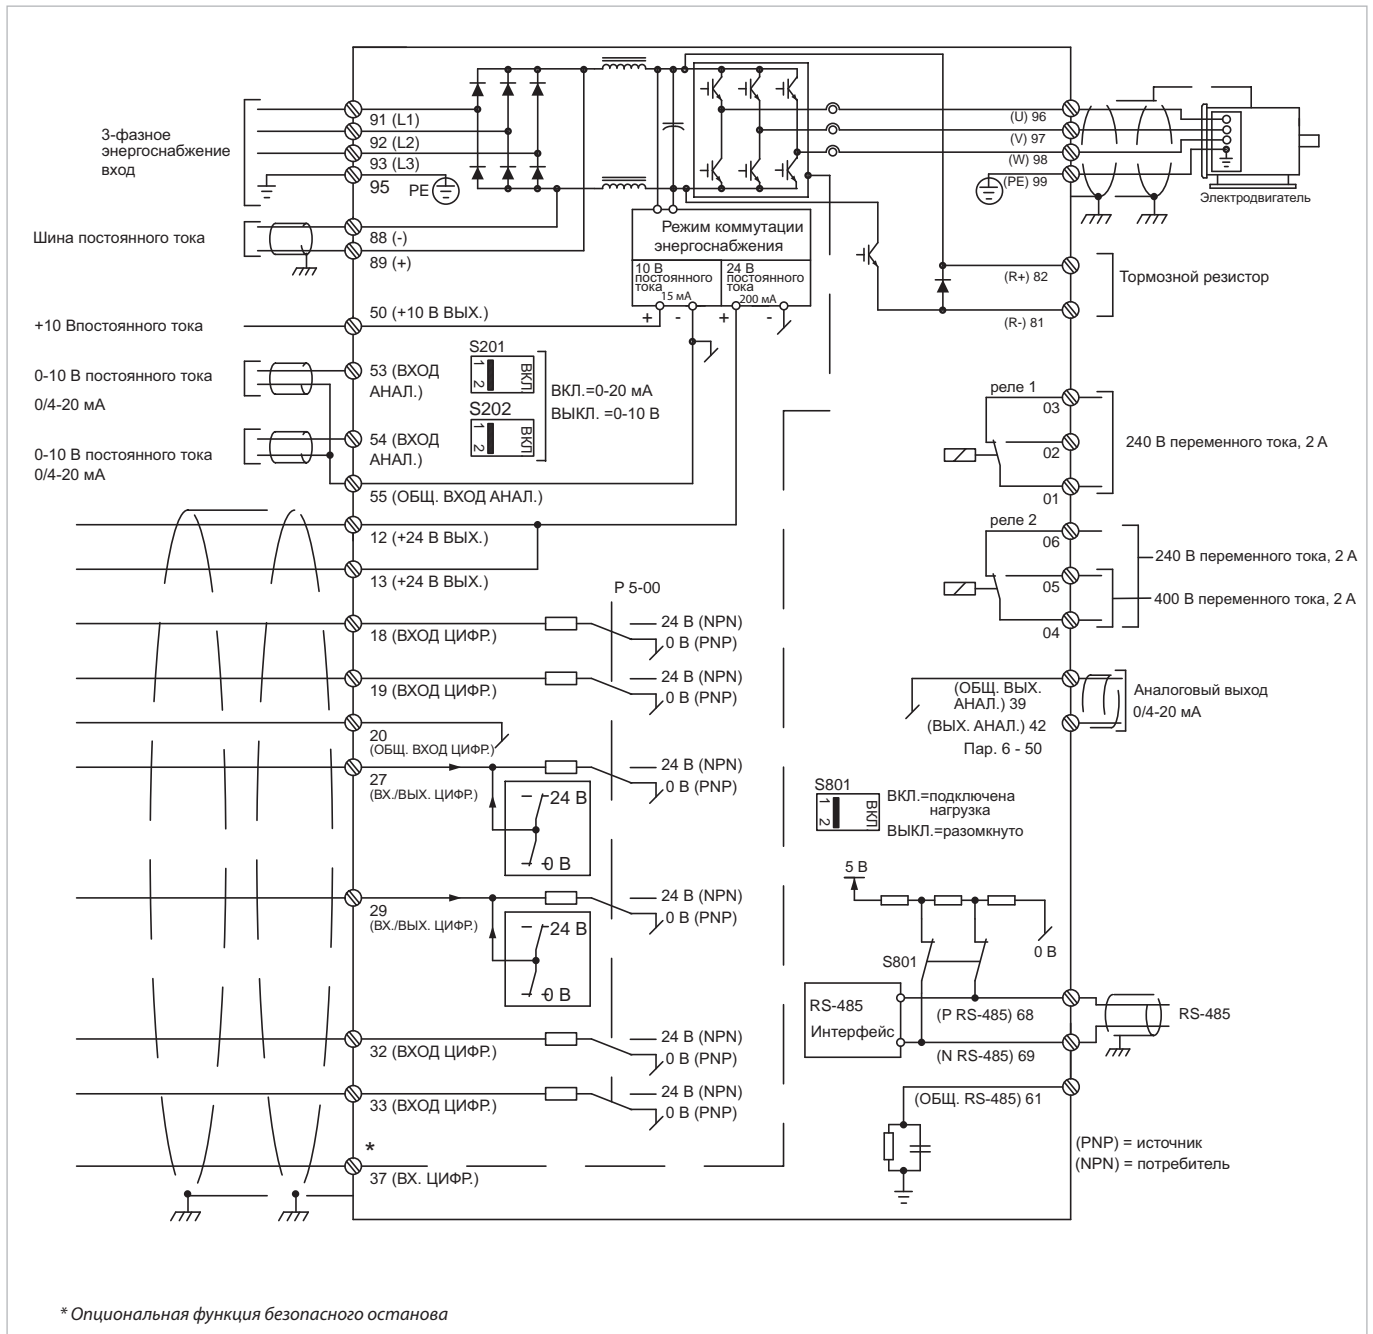 3-фазное
энергоснабжение
вход
91 (L1)
92 (L2)
93 (L3)
95
PE
Шина постоянного тока
88 (-)
89 (+)
+10 Впостоянного тока
50 (+10 В ВЫХ.)
0-10 В постоянного тока
0/4-20 мА
53 (ВХОД
АНАЛ.)
0-10 В постоянного тока
0/4-20 мА
54 (ВХОД
АНАЛ.)
55 (ОБЩ. ВХОД АНАЛ.)
12 (+24 В ВЫХ.)
13 (+24 В ВЫХ.)
18 (ВХОД ЦИФР.)
19 (ВХОД ЦИФР.)
20
(ОБЩ. ВХОД ЦИФР.)
27
(ВХ./ВЫХ. ЦИФР.)
29
(ВХ./ВЫХ. ЦИФР.)
32 (ВХОД ЦИФР.)
33 (ВХОД ЦИФР.)
*
37 (ВХ. ЦИФР.)
Режим коммутации
энергоснабжения
10 В
постоянного
тока
15 мА
+ -
24 В
постоянного
тока
200 мА
+ -
S201
1 2
ВКЛ
S202
1 2
ВКЛ
ВКЛ.=0-20 мА
ВЫКЛ. =0-10 В
P 5-00
24 В (NPN)
0 В (PNP)
24 В (NPN)
0 В (PNP)
24 В (NPN)
0 В (PNP)
24 В
0 В
24 В (NPN)
0 В (PNP)
24 В
0 В
24 В (NPN)
0 В (PNP)
24 В (NPN)
0 В (PNP)
(U) 96
(V) 97
(W) 98
(PE) 99
Электродвигатель
(R+) 82
Тормозной резистор
(R-) 81
реле 1
03
02
01
240 В переменного тока, 2 А
реле 2
06
05
04
240 В переменного тока, 2 А
400 В переменного тока, 2 А
(ОБЩ. ВЫХ.
АНАЛ.) 39
(ВЫХ. АНАЛ.) 42
Пар. 6 - 50
Аналоговый выход
0/4-20 мА
S801
1 2
ВКЛ
ВКЛ.=подключена
нагрузка
ВЫКЛ.=разомкнуто
5 В
0 В
S801
RS-485
Интерфейс
(P RS-485) 68
(N RS-485) 69
RS-485
(ОБЩ. RS-485) 61
(PNP) = источник
(NPN) = потребитель
* Опциональная функция безопасного останова